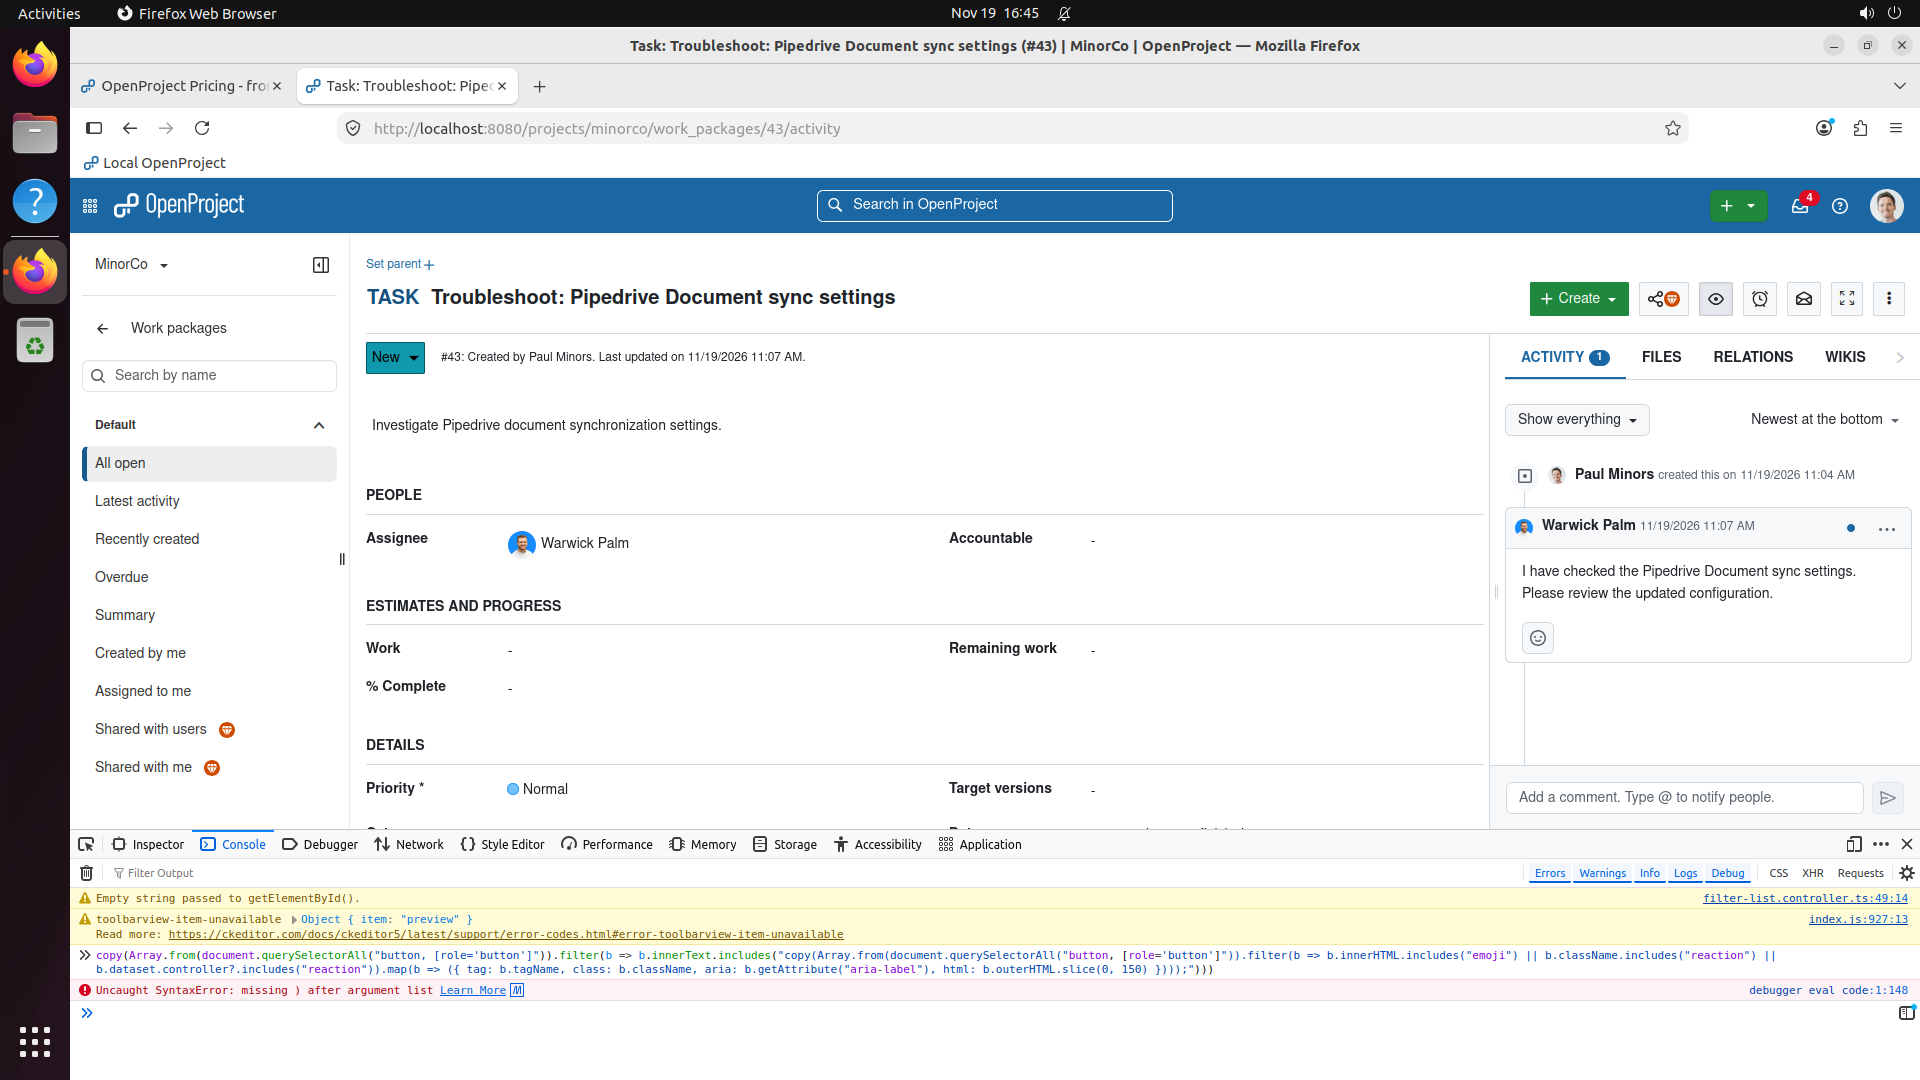 Activities
Firefox Web Browser
Nov 19 16:45
Task: Troubleshoot: Pipedrive Document sync settings (#43) | MinorCo | OpenProject — Mozilla Firefox
OpenProject Pricing - fro
Task: Troubleshoot: Pipe
http://localhost:8080/projects/minorco/work_packages/43/activity
Local OpenProject
OpenProject
Search in OpenProject
4
MinorCo
Work packages
Search by name
Default
All open
Latest activity
Recently created
Overdue
Summary
Created by me
Assigned to me
Shared with users
Shared with me
Set parent
TASK Troubleshoot: Pipedrive Document sync settings
Create
New
#43: Created by Paul Minors. Last updated on 11/19/2026 11:07 AM.
Investigate Pipedrive document synchronization settings.
PEOPLE
Assignee
Warwick Palm
Accountable
-
ESTIMATES AND PROGRESS
Work
-
Remaining work
-
% Complete
-
DETAILS
Priority *
Normal
Target versions
-
ACTIVITY 1
FILES
RELATIONS
WIKIS
Show everything
Newest at the bottom
Paul Minors created this on 11/19/2026 11:04 AM
Warwick Palm 11/19/2026 11:07 AM
I have checked the Pipedrive Document sync settings.
Please review the updated configuration.
Add a comment. Type @ to notify people.
Inspector
Console
Debugger
Network
Style Editor
Performance
Memory
Storage
Accessibility
Application
Filter Output
Errors
Warnings
Info
Logs
Debug
CSS
XHR
Requests
Empty string passed to getElementById().
filter-list.controller.ts:49:14
toolbarview-item-unavailable Object { item: "preview" }
index.js:927:13
Read more: https://ckeditor.com/docs/ckeditor5/latest/support/error-codes.html#error-toolbarview-item-unavailable
copy(Array.from(document.querySelectorAll("button, [role='button']")).filter(b => b.innerText.includes("copy(Array.from(document.querySelectorAll("button, [role='button']")).filter(b => b.innerHTML.includes("emoji") || b.className.includes("reaction") ||
b.dataset.controller?.includes("reaction")).map(b => ({ tag: b.tagName, class: b.className, aria: b.getAttribute("aria-label"), html: b.outerHTML.slice(0, 150) })));")))
Uncaught SyntaxError: missing ) after argument list Learn More
debugger eval code:1:148